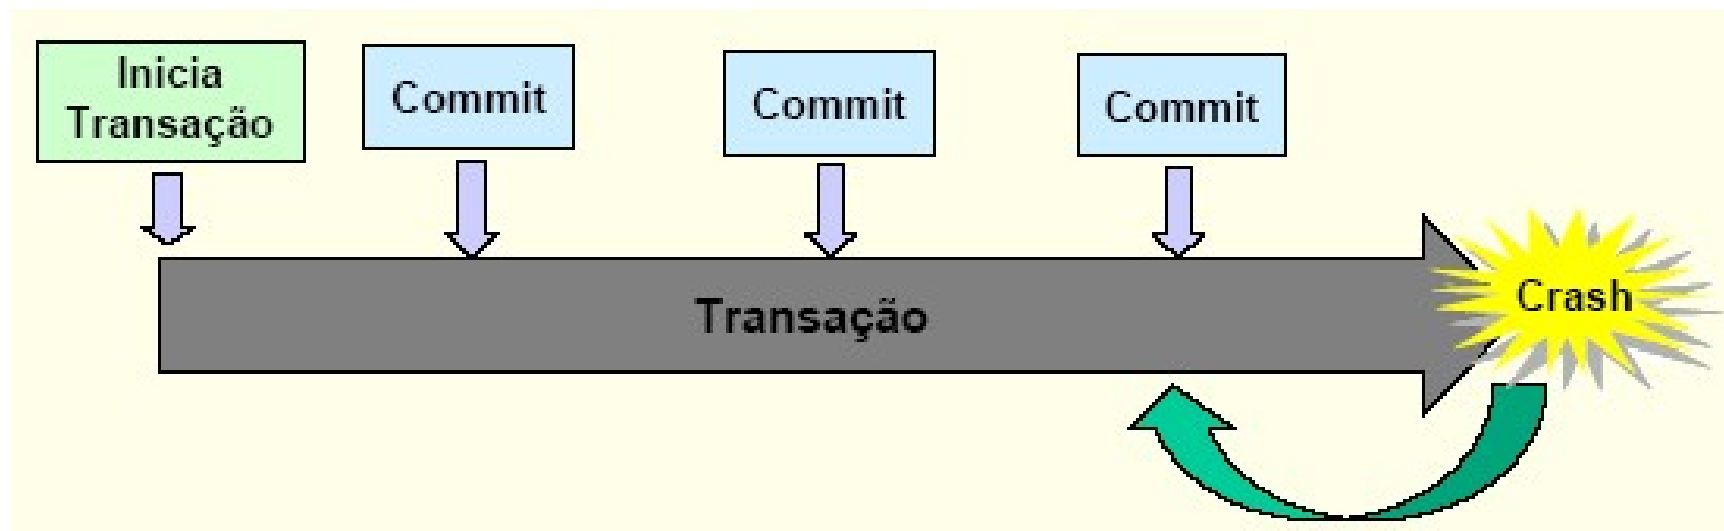 Inicia
Transação
Commit
Commit
Commit
Transação
Crash